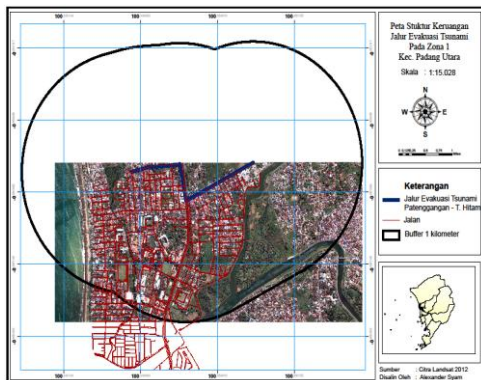 Peta Stuktur Keruangan
Jalur Evakuasi Tsunami
Pada Zona 1
Kec. Padang Utara
Skala : 1:15.028
N
W E
S
Keterangan
Jalur Evakuasi Tsunami
Patenggangan - T. Hitam
Jalan
Buffer 1 kilometer
Sumber : Citra Landsat 2012
Disalin Oleh : Alexander Syam